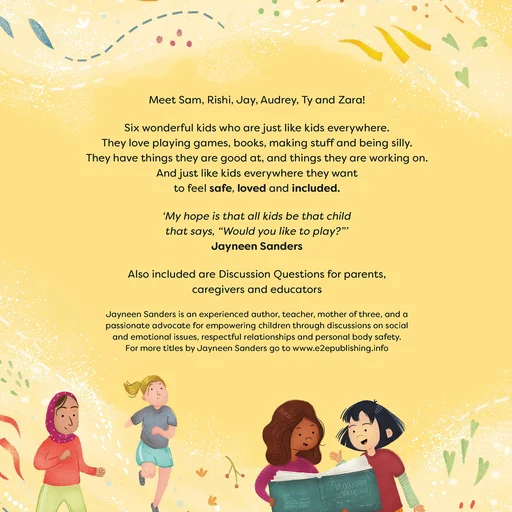 Meet Sam, Rishi, Jay, Audrey, Ty and Zara!
Six wonderful kids who are just like kids everywhere.
They love playing games, books, making stuff and being silly.
They have things they are good at, and things they are working on.
And just like kids everywhere they want
to feel safe, loved and included.
‘My hope is that all kids be that child
that says, “Would you like to play?”’
Jayneen Sanders
Also included are Discussion Questions for parents,
caregivers and educators
Jayneen Sanders is an experienced author, teacher, mother of three, and a
passionate advocate for empowering children through discussions on social
and emotional issues, respectful relationships and personal body safety.
For more titles by Jayneen Sanders go to www.e2epublishing.info